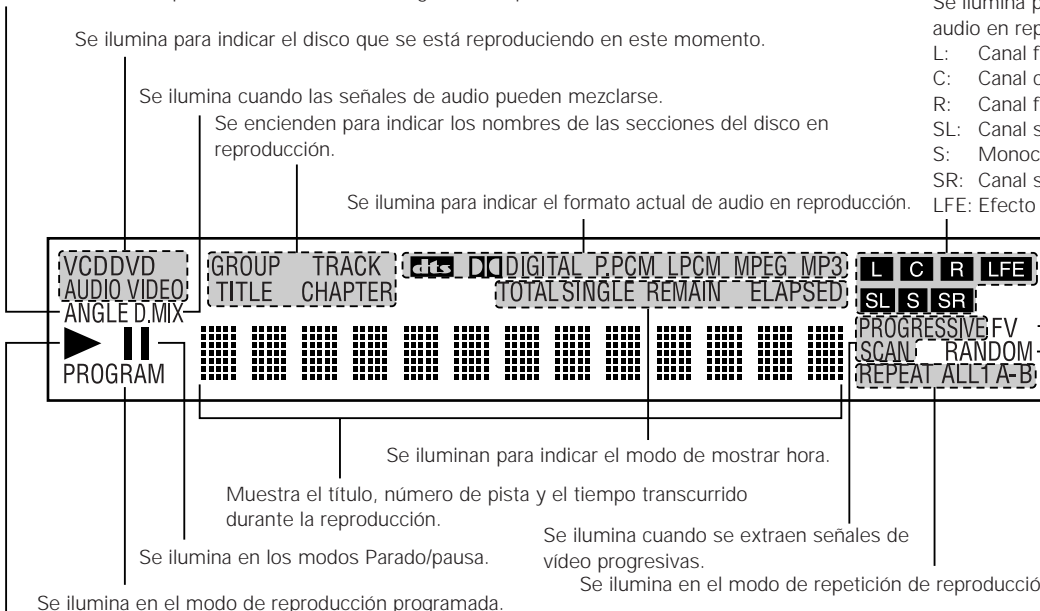 Se ilumina p
Se ilumina para indicar el disco que se está reproduciendo en este momento.
audio en rep
L: Canal f
C: Canal
R: Canal f
SL: Canal s
S: Monoc
SR: Canal s
LFE: Efecto
Se ilumina cuando las señales de audio pueden mezclarse.
Se encienden para indicar los nombres de las secciones del disco en
reproducción.
Se ilumina para indicar el formato actual de audio en reproducción.
VCD DVD
AUDIO VIDEO
ANGLE D.MIX
PROGRAM
GROUP TRACK
TITLE CHAPTER
dts DIGITAL P.PCM LPCM MPEG MP3
TOTAL SINGLE REMAIN ELAPSED
L C R LFE
SL S SR
PROGRESSIVE FV
SCAN RANDOM
REPEAT ALL 1 A-B
Se iluminan para indicar el modo de mostrar hora.
Muestra el título, número de pista y el tiempo transcurrido
durante la reproducción.
Se ilumina cuando se extraen señales de
vídeo progresivas.
Se ilumina en los modos Parado/pausa.
Se ilumina en el modo de repetición de reproducció
Se ilumina en el modo de reproducción programada.